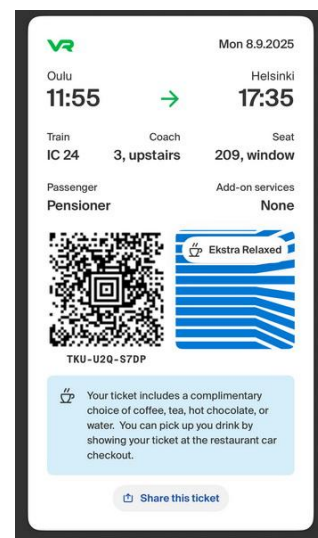 VR
Mon 8.9.2025
Oulu
Helsinki
11:55
→
17:35
Train
Coach
Seat
IC 24
3, upstairs
209, window
Passenger
Add-on services
Pensioner
None
Ekstra Relaxed
TKU-U2Q-S7DP
Your ticket includes a complimentary
choice of coffee, tea, hot chocolate, or
water. You can pick up you drink by
showing your ticket at the restaurant car
checkout.
Share this ticket